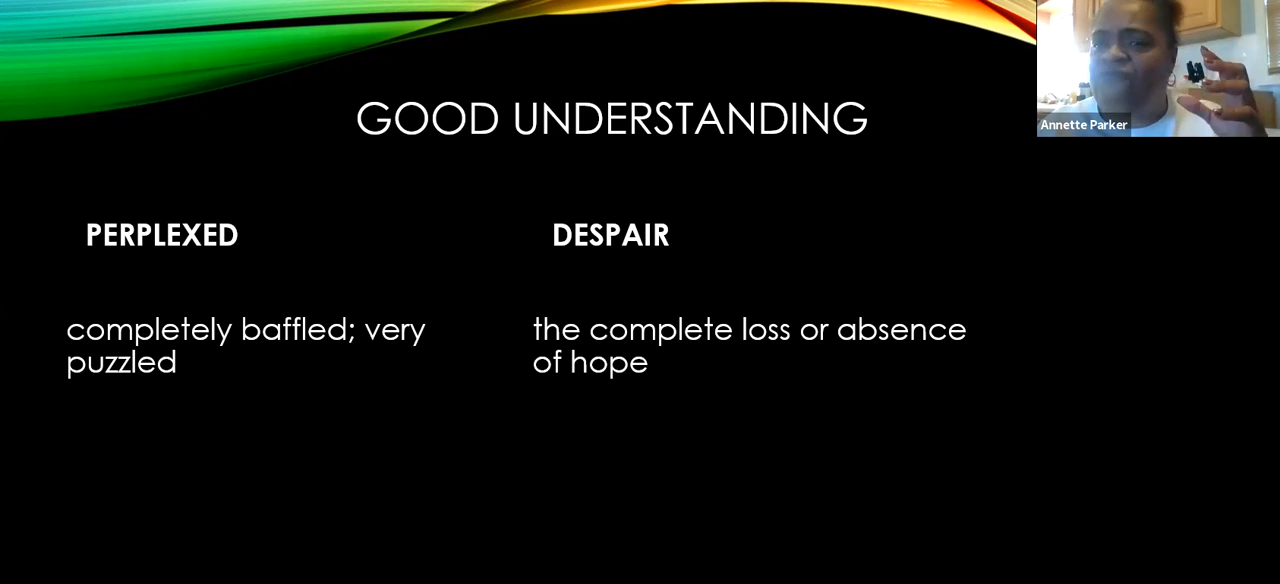 GOOD UNDERSTANDING
Annette Parker
PERPLEXED
completely baffled; very
puzzled
DESPAIR
the complete loss or absence
of hope